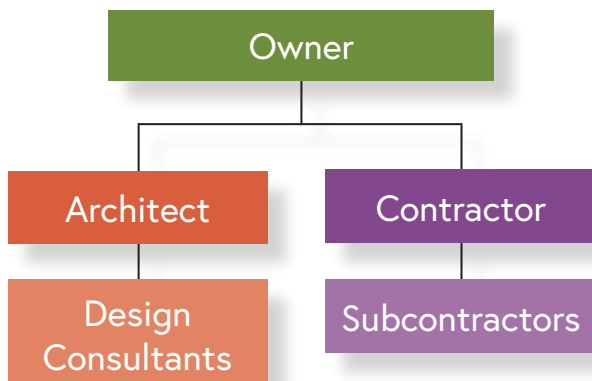 Owner
Architect
Contractor
Design
Consultants
Subcontractors